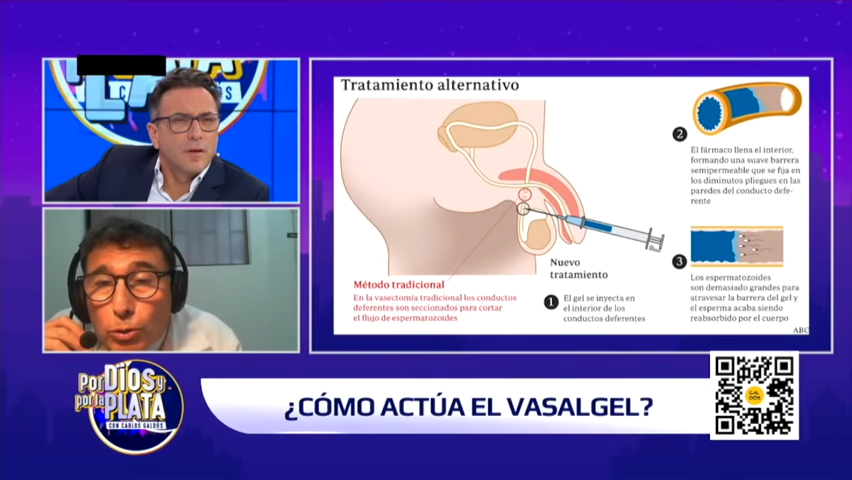 Tratamiento alternativo
2
El fármaco llena el interior,
formando una suave barrera
semipermeable que se fija en
los diminutos pliegues en las
paredes del conducto defe-
rente
Nuevo
tratamiento
1
El gel se inyecta en
el interior de los
conductos deferentes
3
Los espermatozoides
son demasiado grandes para
atravesar la barrera del gel y
el esperma acaba siendo
reabsorbido por el cuerpo
Método tradicional
En la vasectomía tradicional los conductos
deferentes son seccionados para cortar
el flujo de espermatozoides
ABC
POR DIOS Y
POR LA PLATA
CON CARLOS GALDÓS
¿CÓMO ACTÚA EL VASALGEL?
GAL
DÓS